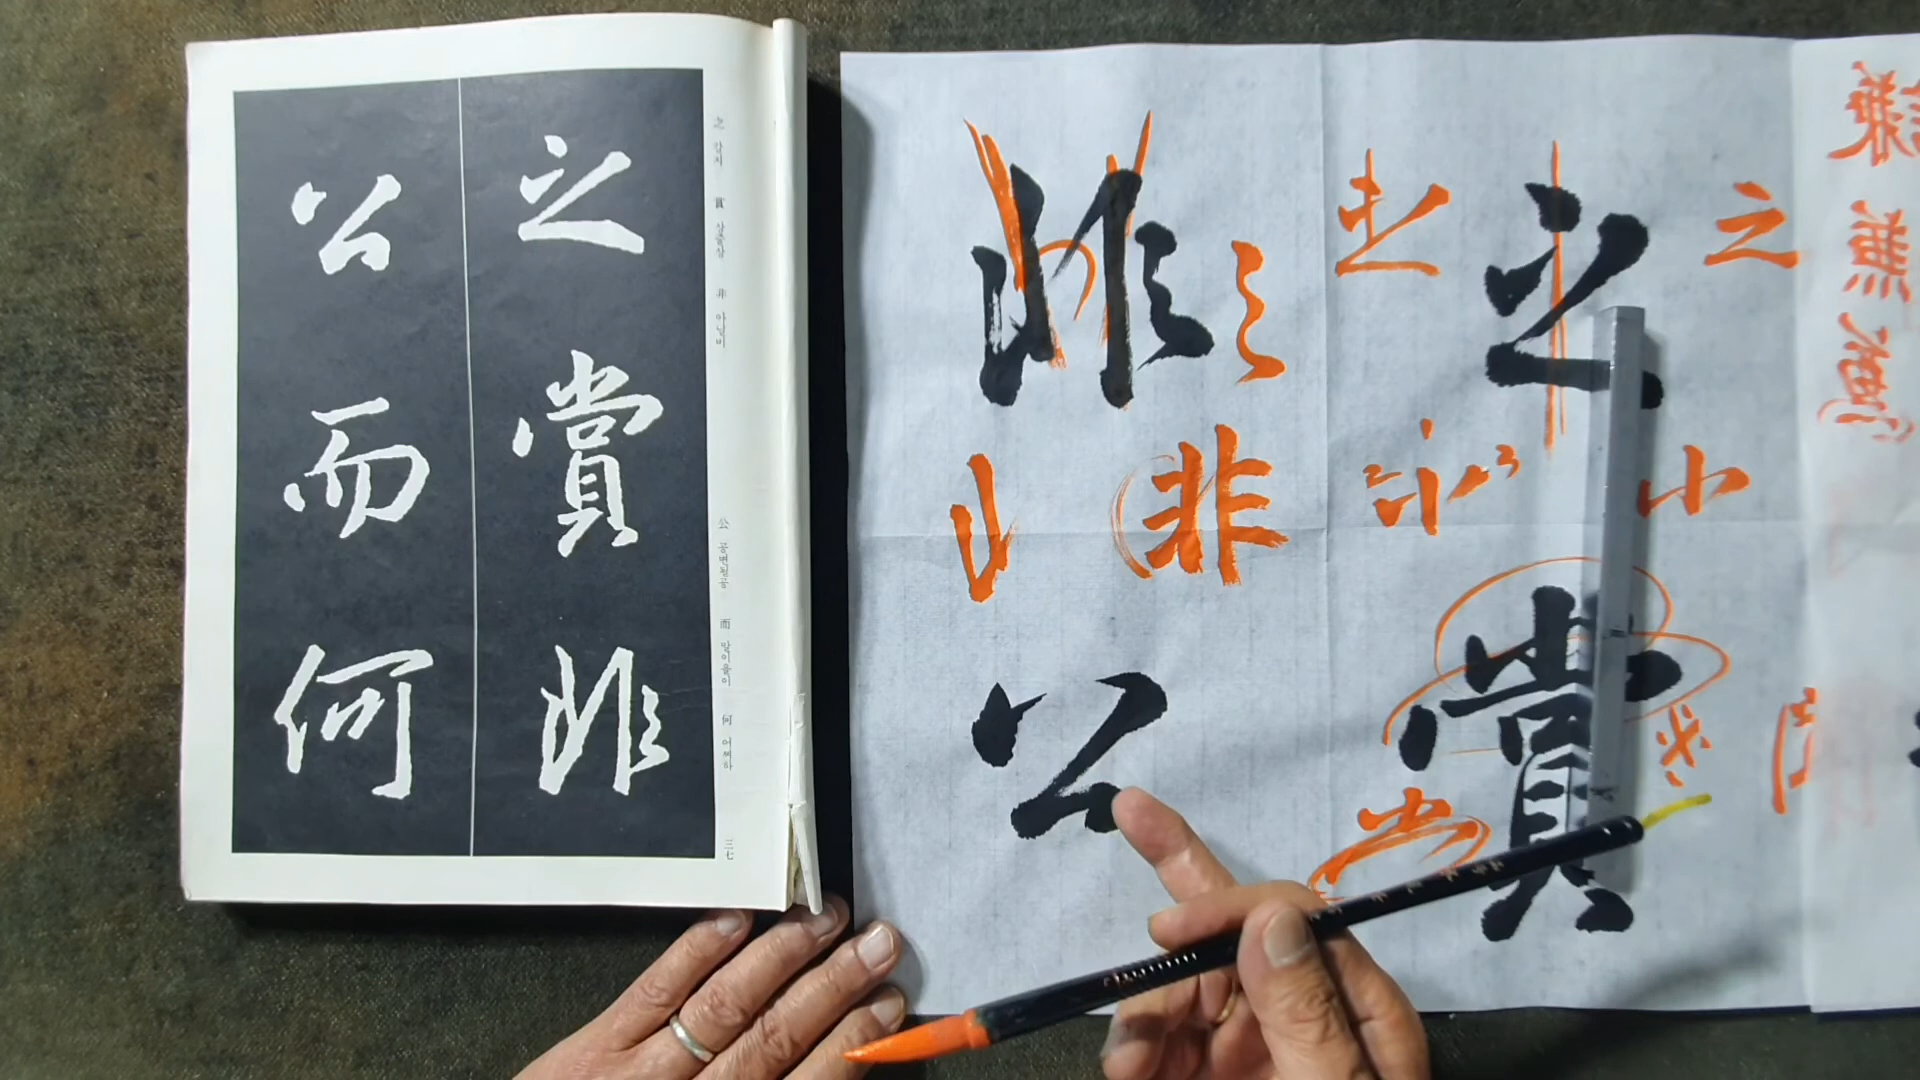 之 갈지 賞 상줄상 非 아닐비 公 공변될공 而 말이을이 何 어찌하
三七
之賞非
公而何
無
之
小
之賞
非公
非